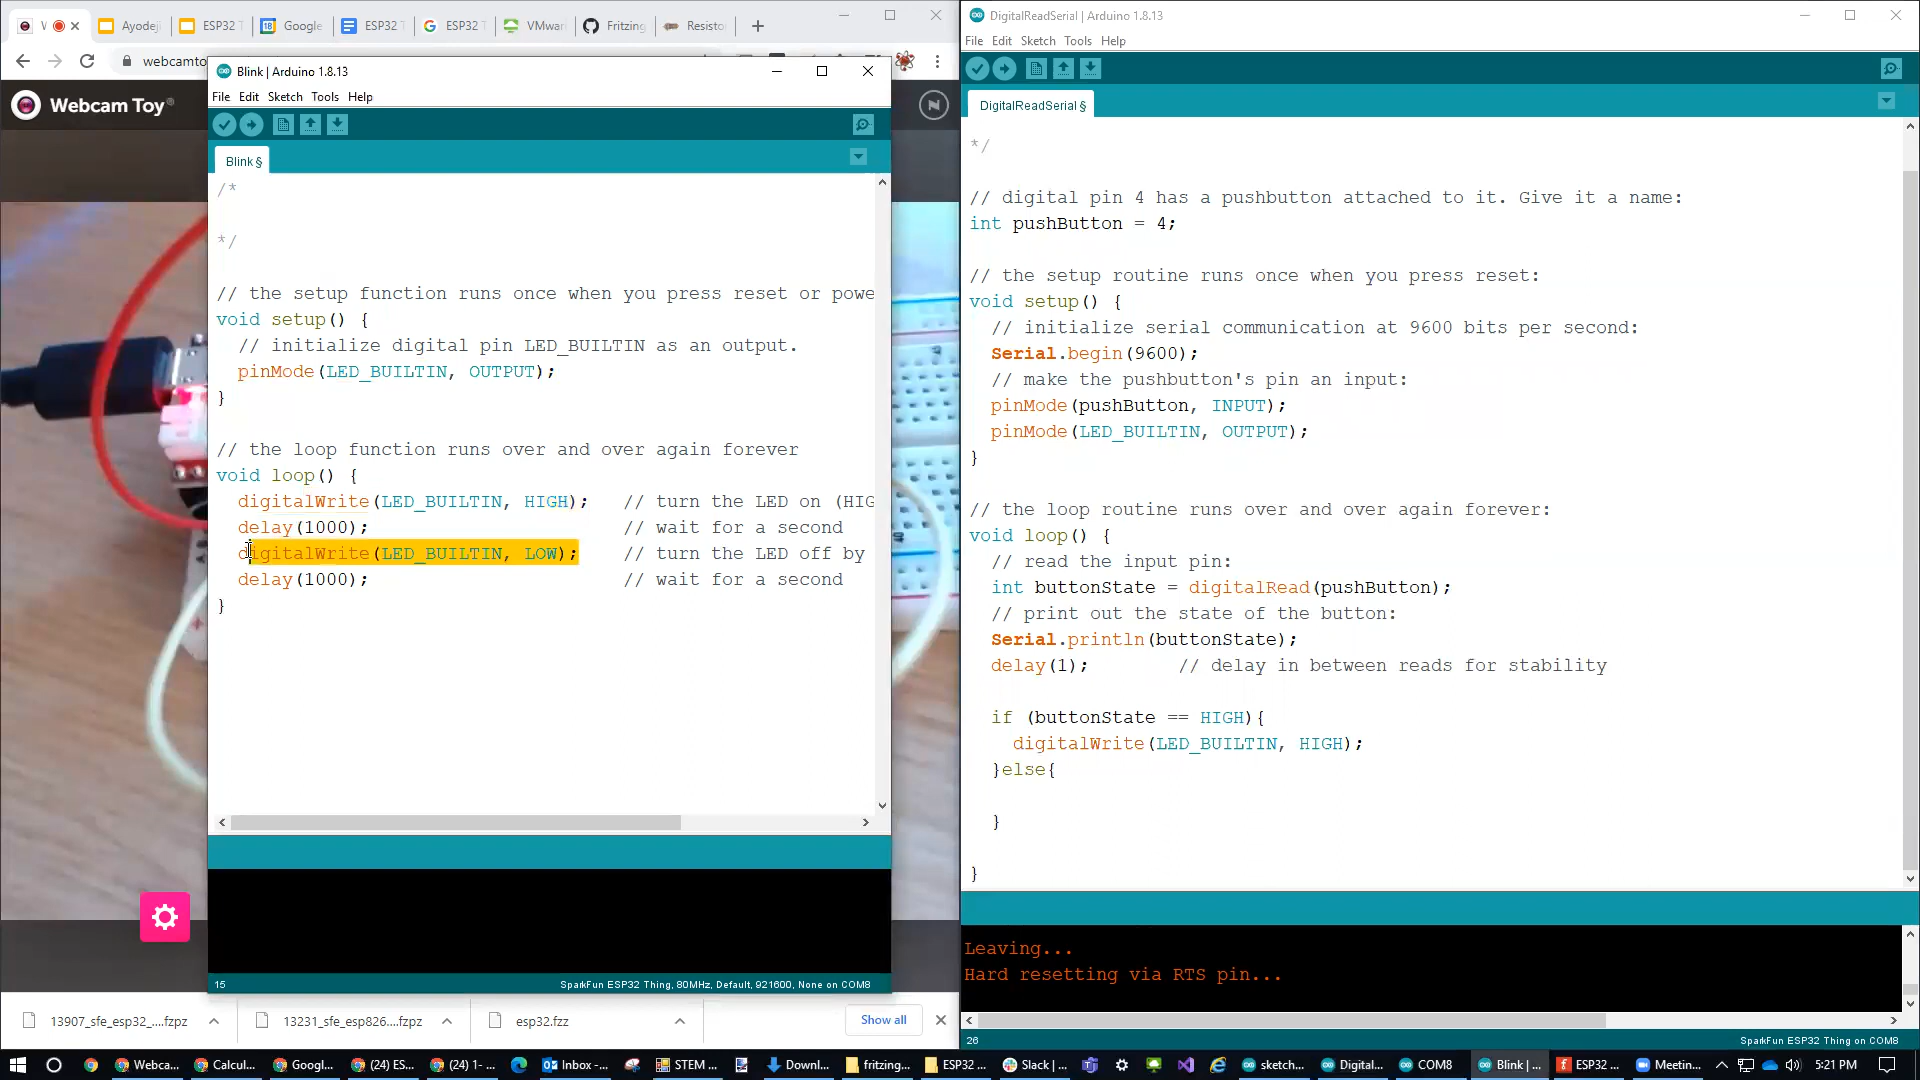 Ayodej
ESP32 T
Google
ESP32 T
ESP32 T
VMwar
Fritzing
Resisto
webcamto
Webcam Toy®
Blink | Arduino 1.8.13
File Edit Sketch Tools Help
Blink §
/*
*/
// the setup function runs once when you press reset or powe
void setup() {
// initialize digital pin LED_BUILTIN as an output.
pinMode(LED_BUILTIN, OUTPUT);
}
// the loop function runs over and over again forever
void loop() {
digitalWrite(LED_BUILTIN, HIGH); // turn the LED on (HIG
delay(1000); // wait for a second
digitalWrite(LED_BUILTIN, LOW); // turn the LED off by
delay(1000); // wait for a second
}
15
SparkFun ESP32 Thing, 80MHz, Default, 921600, None on COM8
DigitalReadSerial | Arduino 1.8.13
File Edit Sketch Tools Help
DigitalReadSerial §
*/
// digital pin 4 has a pushbutton attached to it. Give it a name:
int pushButton = 4;
// the setup routine runs once when you press reset:
void setup() {
// initialize serial communication at 9600 bits per second:
Serial.begin(9600);
// make the pushbutton's pin an input:
pinMode(pushButton, INPUT);
pinMode(LED_BUILTIN, OUTPUT);
}
// the loop routine runs over and over again forever:
void loop() {
// read the input pin:
int buttonState = digitalRead(pushButton);
// print out the state of the button:
Serial.println(buttonState);
delay(1); // delay in between reads for stability
if (buttonState == HIGH){
digitalWrite(LED_BUILTIN, HIGH);
}else{
}
}
Leaving...
Hard resetting via RTS pin...
26
SparkFun ESP32 Thing on COM8
13907_sfe_esp32_....fzpz
13231_sfe_esp826....fzpz
esp32.fzz
Show all
Webca...
Calcul...
Googl...
(24) ES...
(24) 1-...
Inbox -...
STEM ...
Downl...
fritzing...
ESP32 ...
Slack |...
sketch...
Digital...
COM8
Blink |...
ESP32 ...
Meetin...
5:21 PM